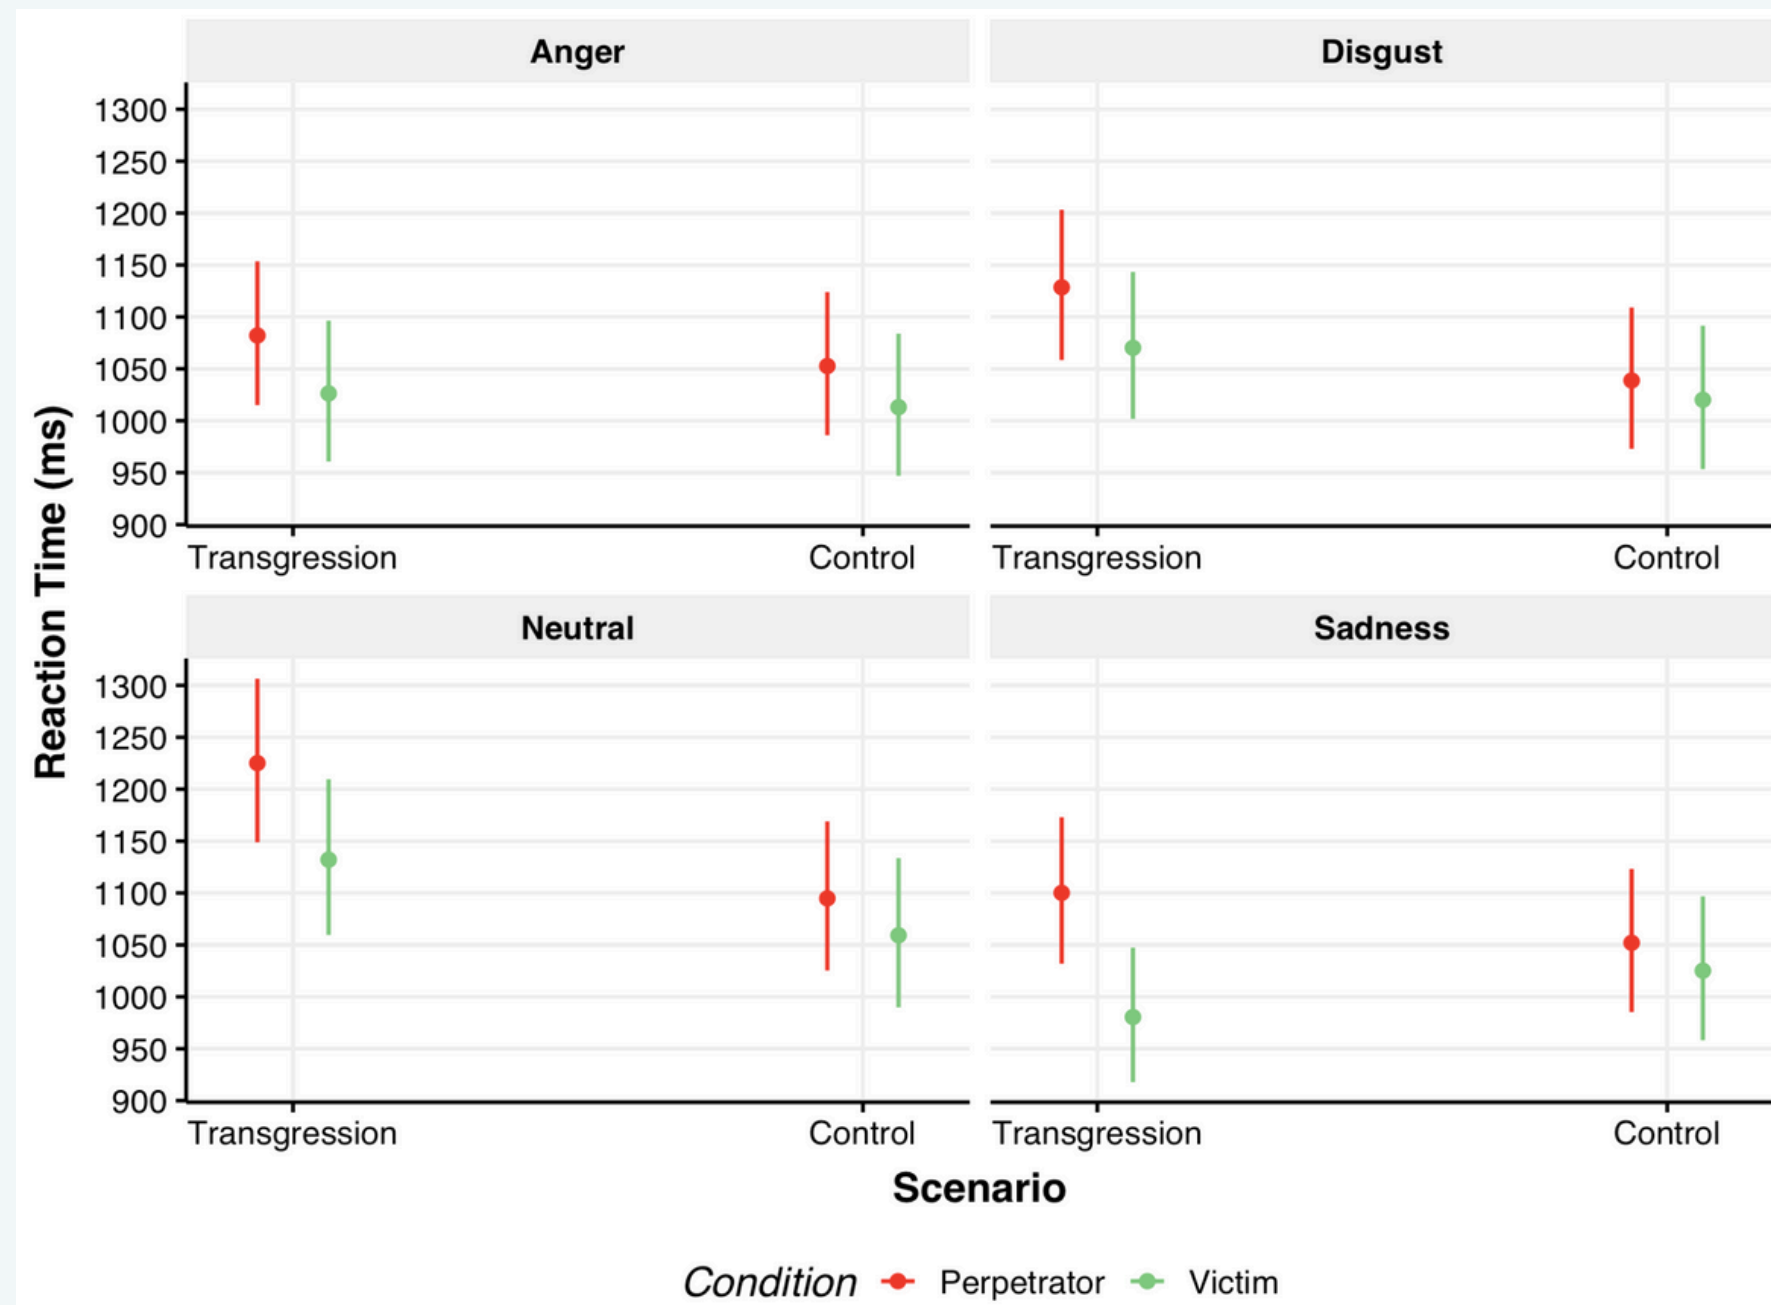 Anger
Disgust
1300
1250
1200
1150
1100
1050
1000
950
900
Transgression
Control
Transgression
Control
Reaction Time (ms)
Neutral
Sadness
1300
1250
1200
1150
1100
1050
1000
950
900
Transgression
Control
Transgression
Control
Scenario
Condition Perpetrator Victim